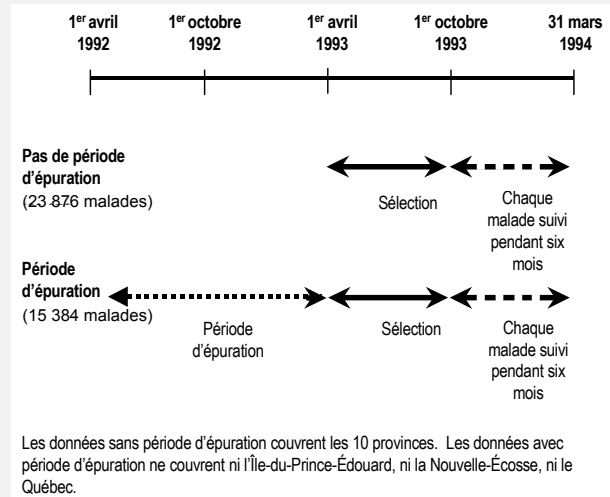 1er avril 1er octobre 1er avril 1er octobre 31 mars
1992 1992 1993 1993 1994
Pas de période
d'épuration
(23 876 malades)
Sélection
Chaque
malade suivi
pendant six
mois
Période
d'épuration
(15 384 malades)
Période
d'épuration
Sélection
Chaque
malade suivi
pendant six
mois
Les données sans période d'épuration couvrent les 10 provinces. Les données avec
période d'épuration ne couvrent ni l'Île-du-Prince-Édouard, ni la Nouvelle-Écosse, ni le
Québec.